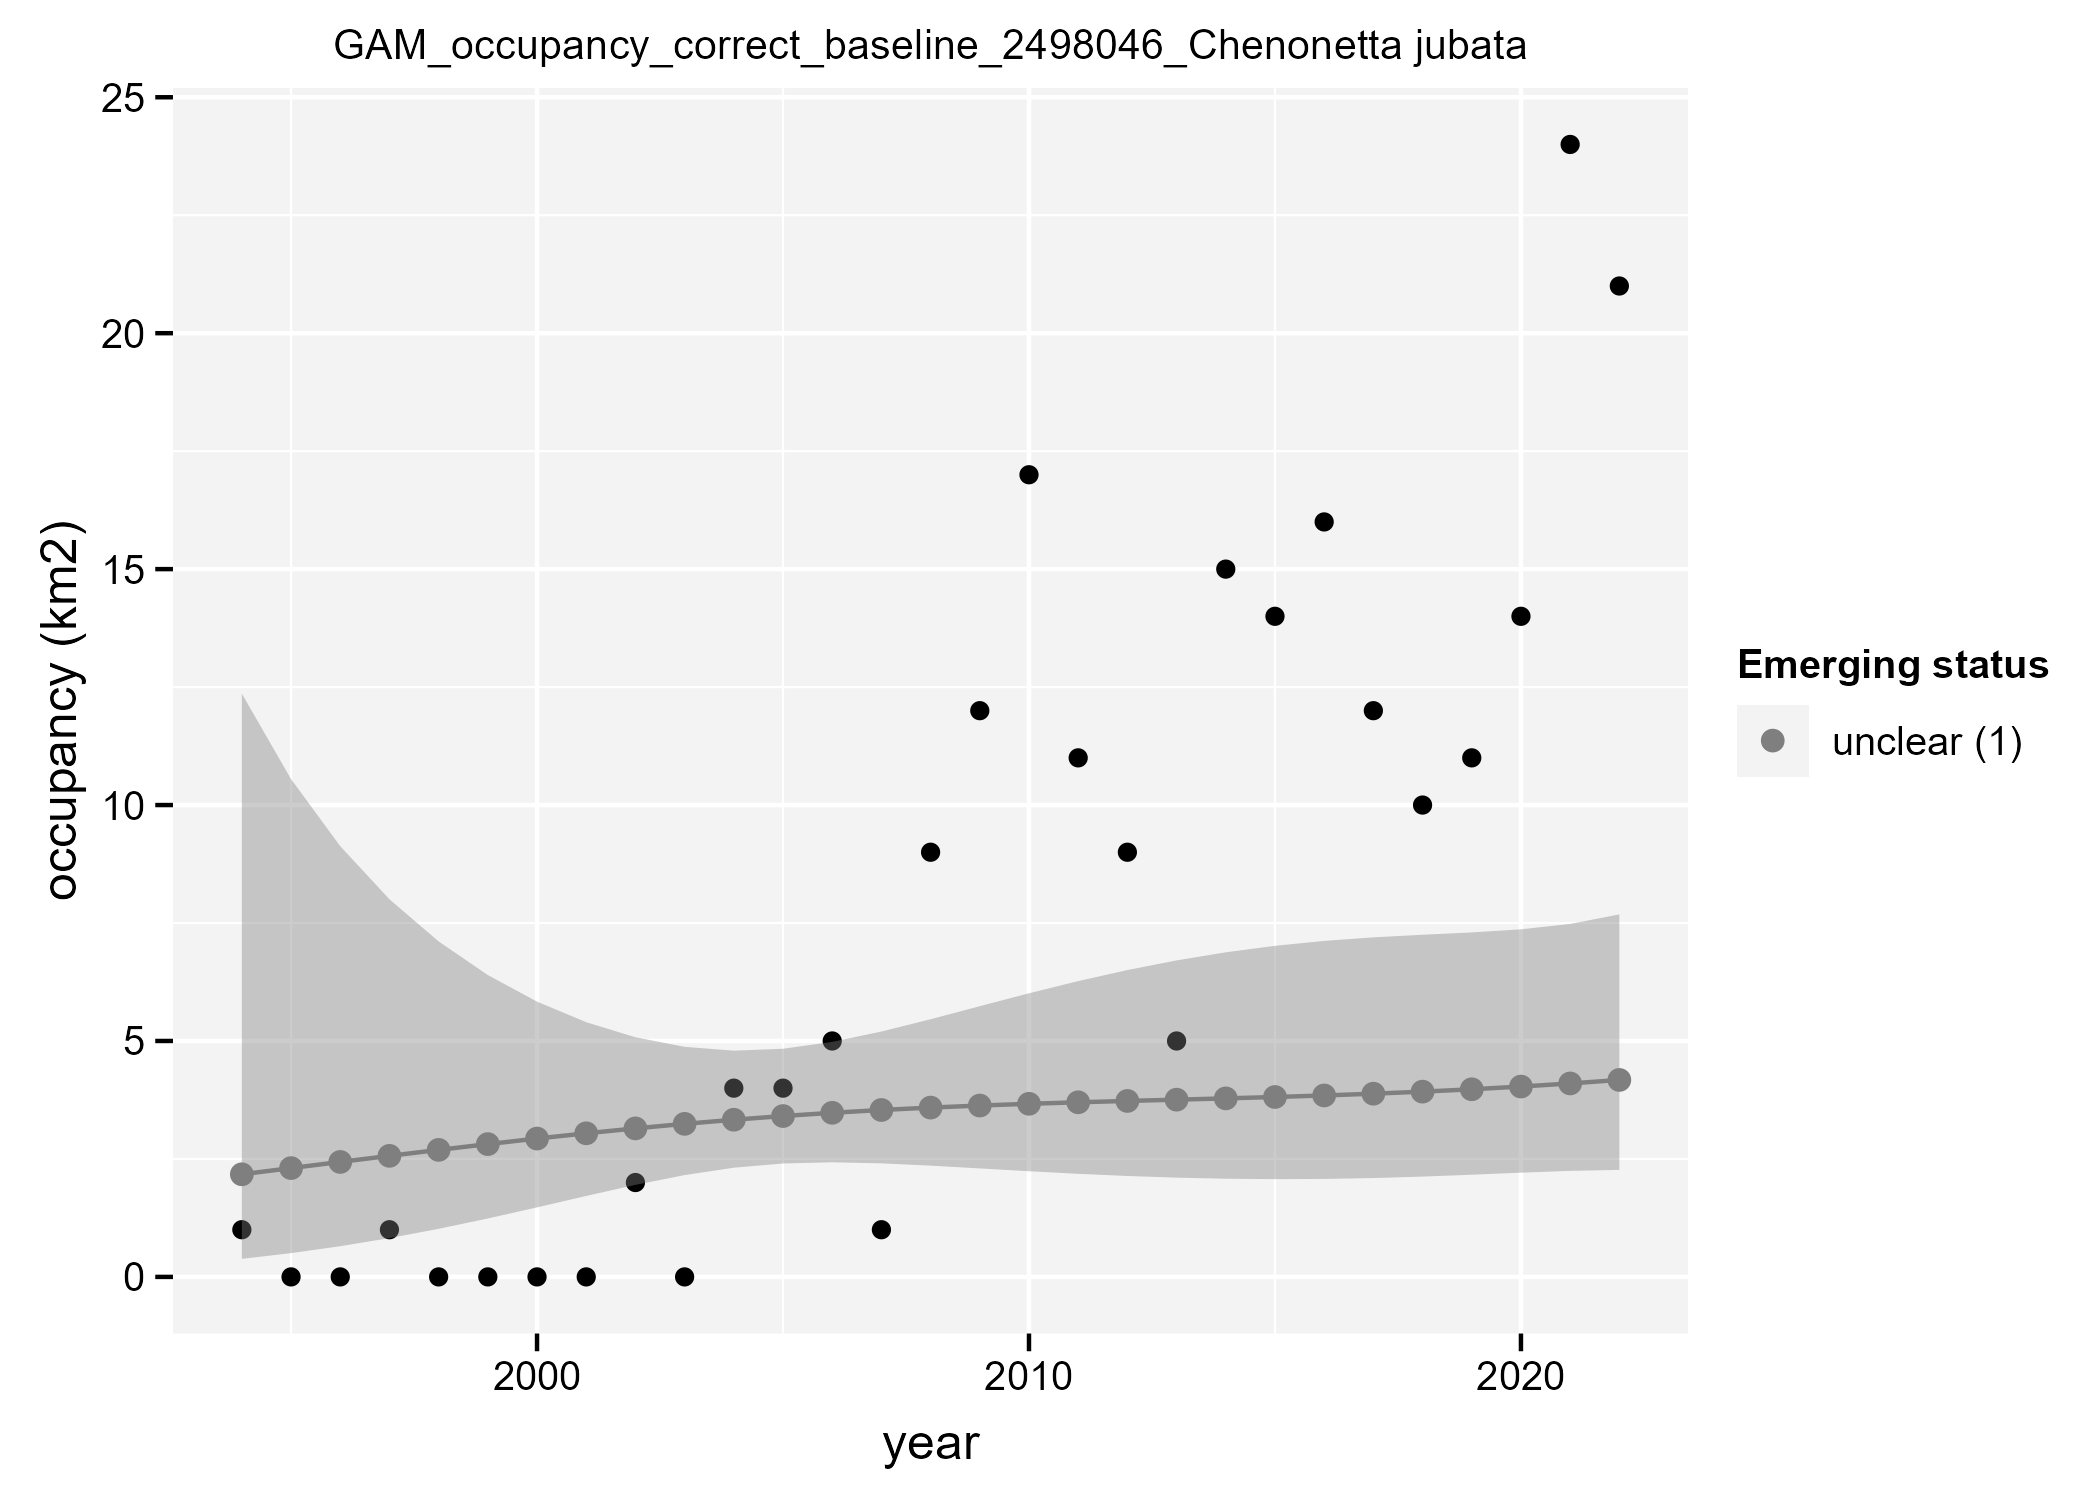 GAM_occupancy_correct_baseline_2498046_Chenonetta jubata
25
20
15
10
5
0
occupancy (km2)
2000
2010
2020
year
Emerging status
unclear (1)